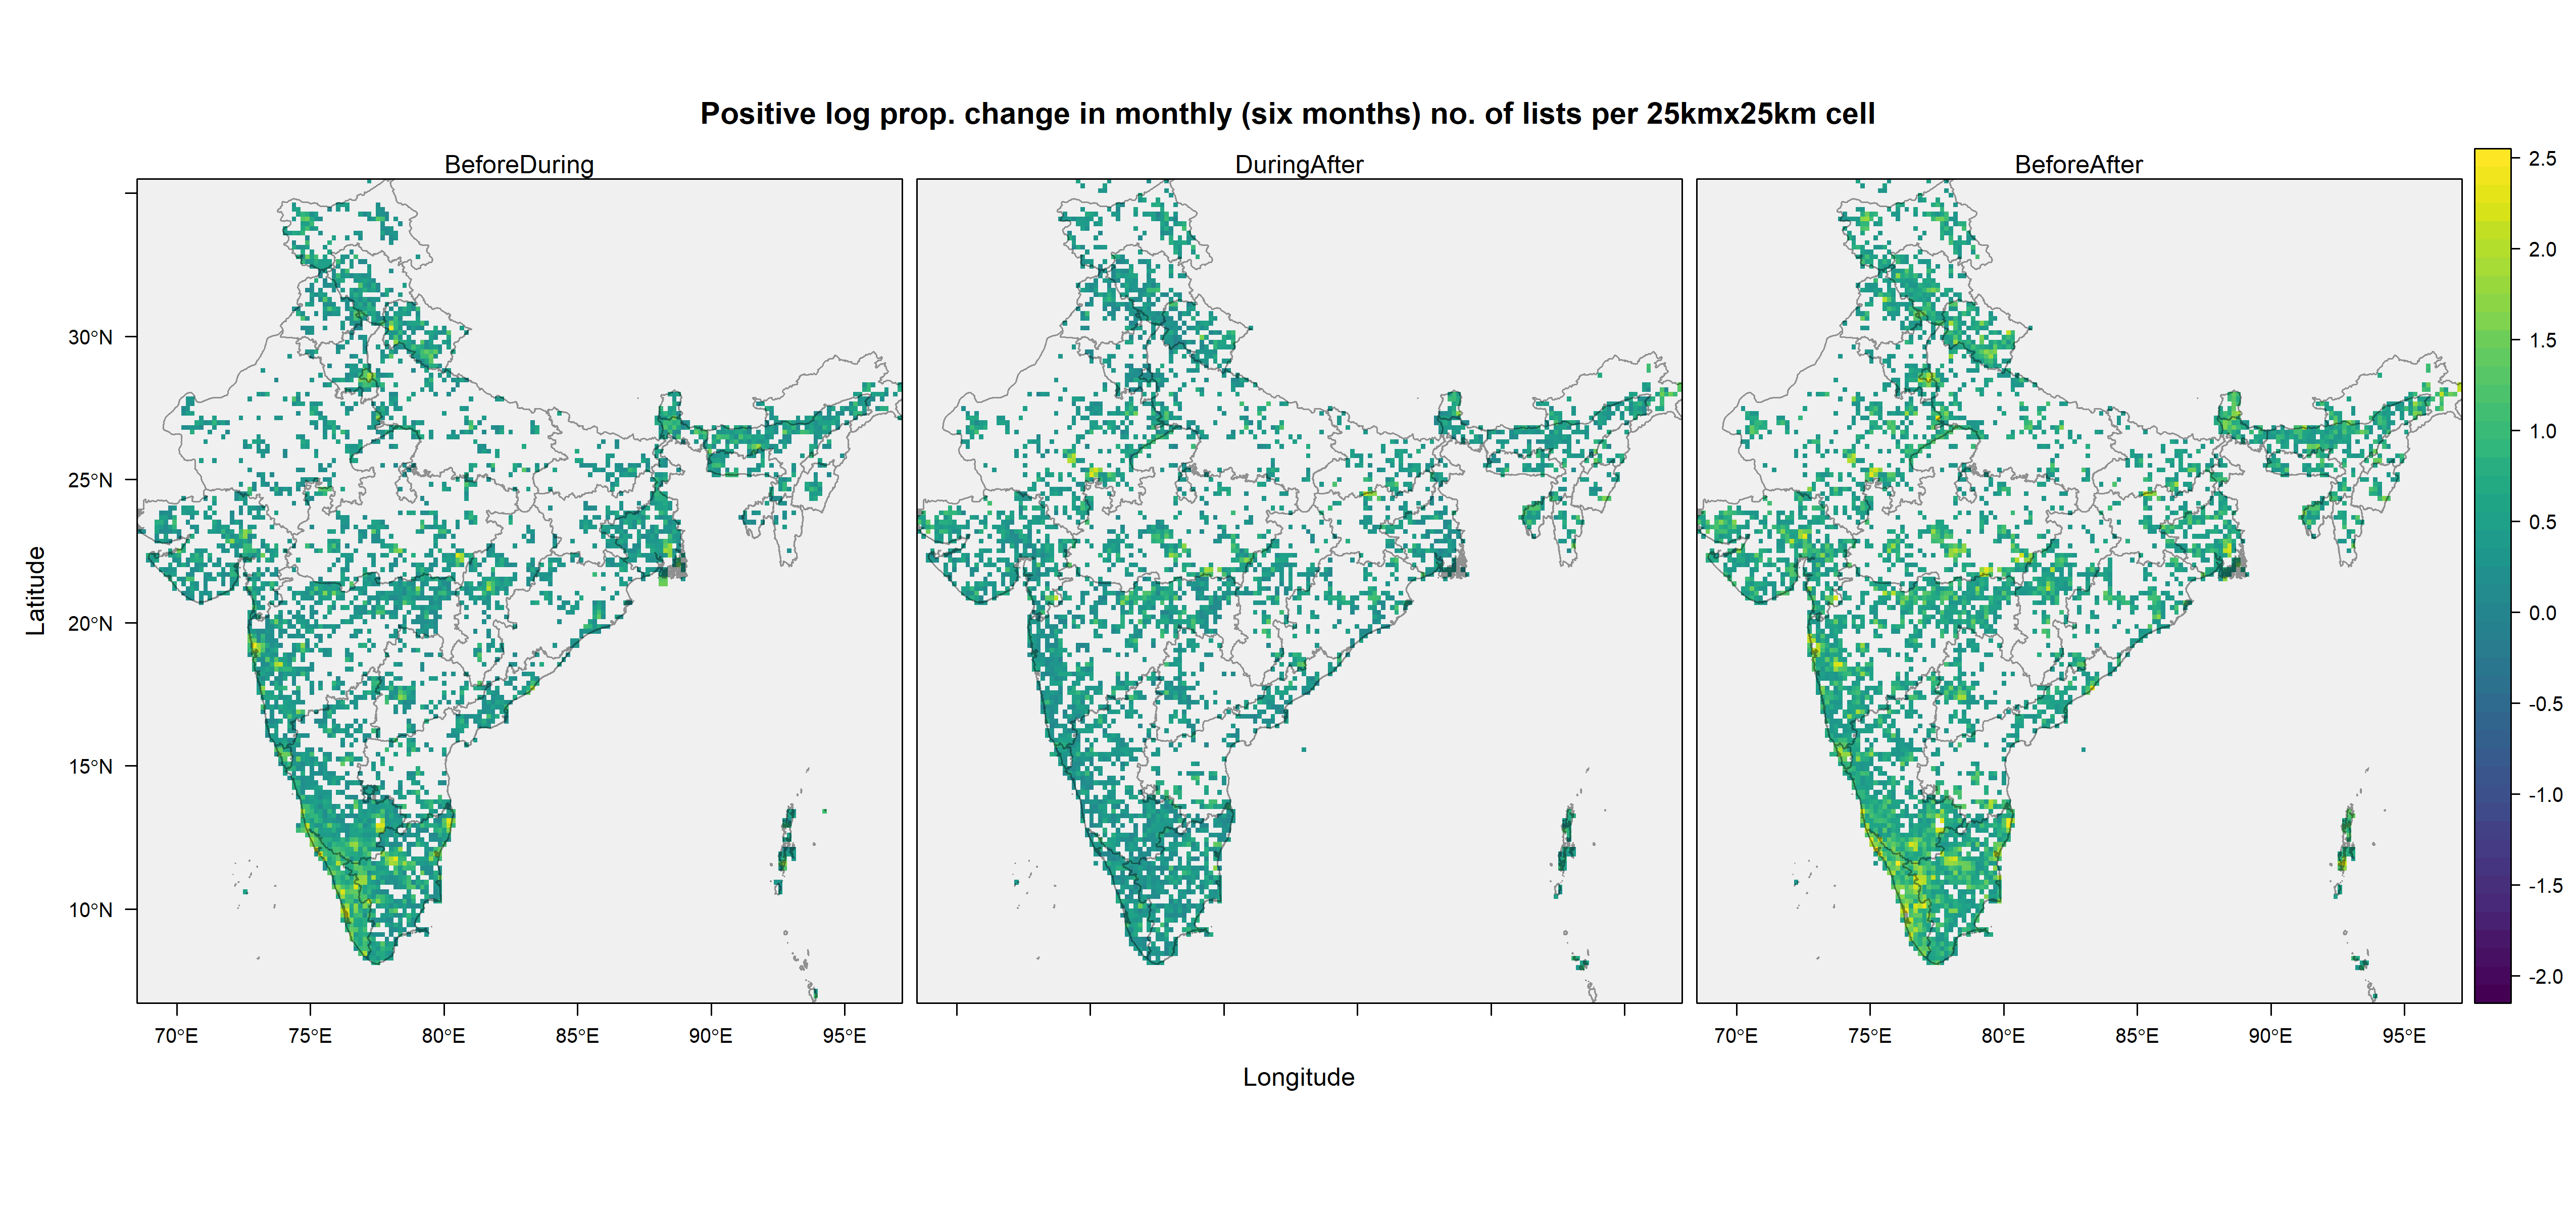 Positive log prop. change in monthly (six months) no. of lists per 25kmx25km cell
BeforeDuring
DuringAfter
BeforeAfter
2.5
2.0
1.5
1.0
0.5
0.0
-0.5
-1.0
-1.5
-2.0
Latitude
30°N
25°N
20°N
15°N
10°N
70°E 75°E 80°E 85°E 90°E 95°E
70°E 75°E 80°E 85°E 90°E 95°E
Longitude